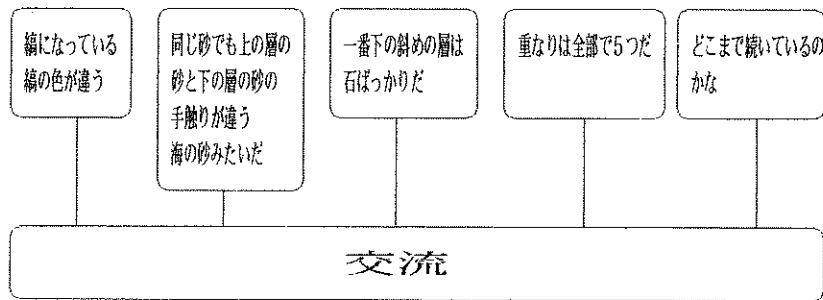 縞になっている
縞の色が違う
同じ砂でも上の層の
砂と下の層の砂の
手触りが違う
海の砂みたいだ
一番下の斜めの層は
石ばっかりだ
重なりは全部で5つだ
どこまで続いているの
かな
交流